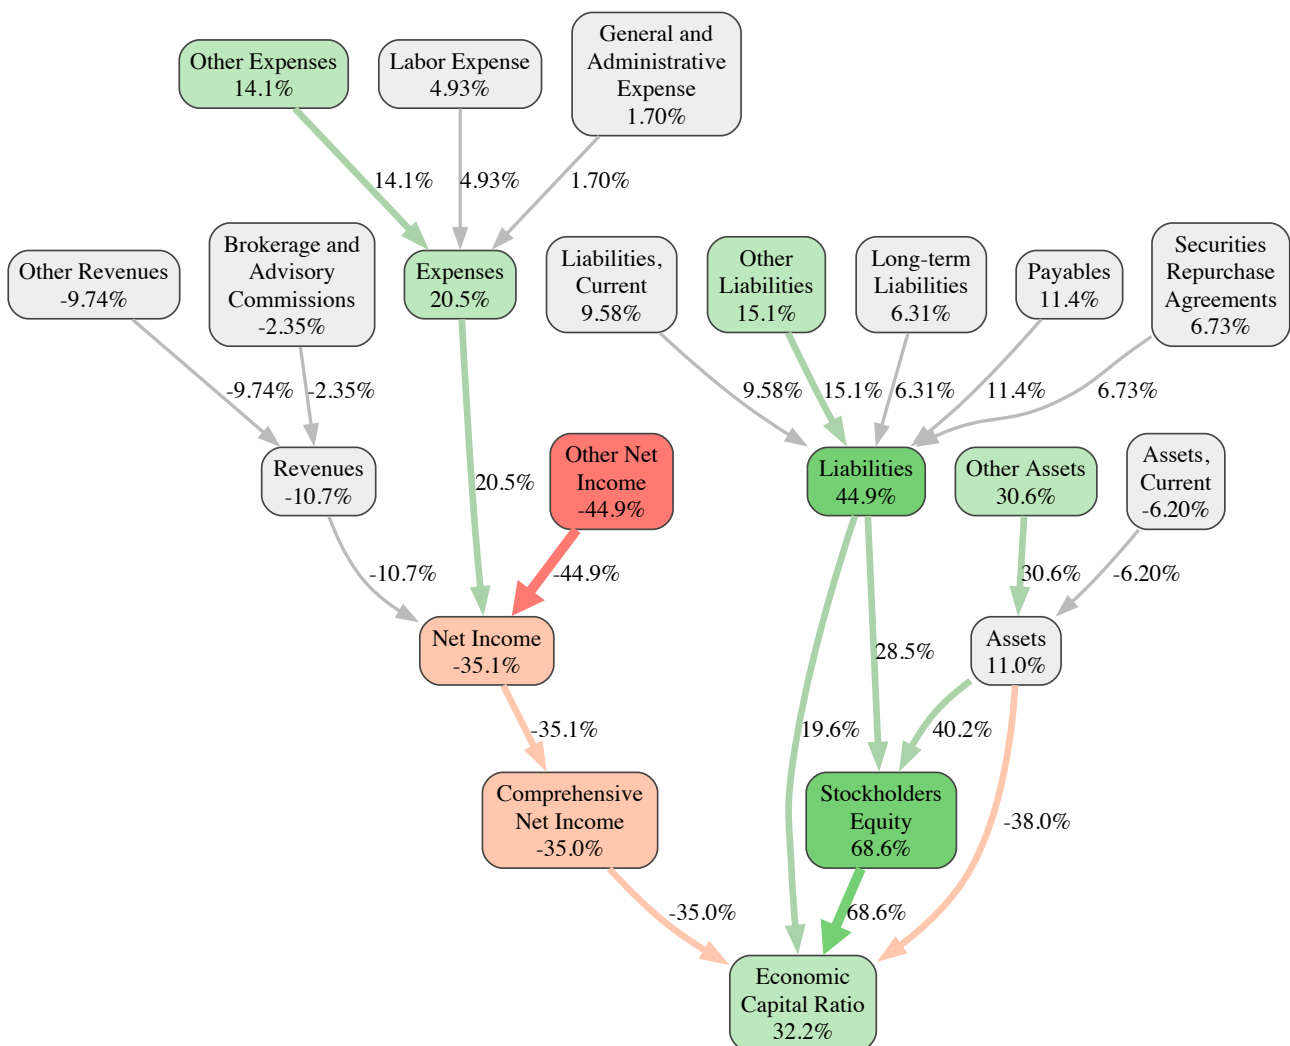 General and
Administrative
Expense
1.70%
Other Expenses
14.1%
Labor Expense
4.93%
14.1%
4.93%
1.70%
Other Revenues
-9.74%
Brokerage and
Advisory
Commissions
-2.35%
Expenses
20.5%
Liabilities,
Current
9.58%
Other
Liabilities
15.1%
Long-term
Liabilities
6.31%
Payables
11.4%
Securities
Repurchase
Agreements
6.73%
-9.74%
-2.35%
9.58%
15.1%
6.31%
11.4%
6.73%
Revenues
-10.7%
20.5%
Other Net
Income
-44.9%
Liabilities
44.9%
Other Assets
30.6%
Assets,
Current
-6.20%
-10.7%
-44.9%
30.6%
-6.20%
Net Income
-35.1%
28.5%
Assets
11.0%
-35.1%
19.6%
40.2%
Comprehensive
Net Income
-35.0%
Stockholders
Equity
68.6%
-38.0%
-35.0%
68.6%
Economic
Capital Ratio
32.2%